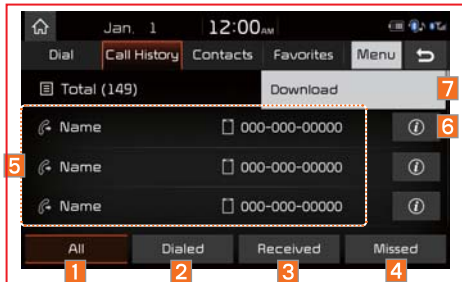 Jan. 1 12:00AM
Dial Call History Contacts Favorites Menu
Total (149) Download 7
Name 000-000-00000 i 6
5 Name 000-000-00000 i
Name 000-000-00000 i
All Dialed Received Missed
1 2 3 4